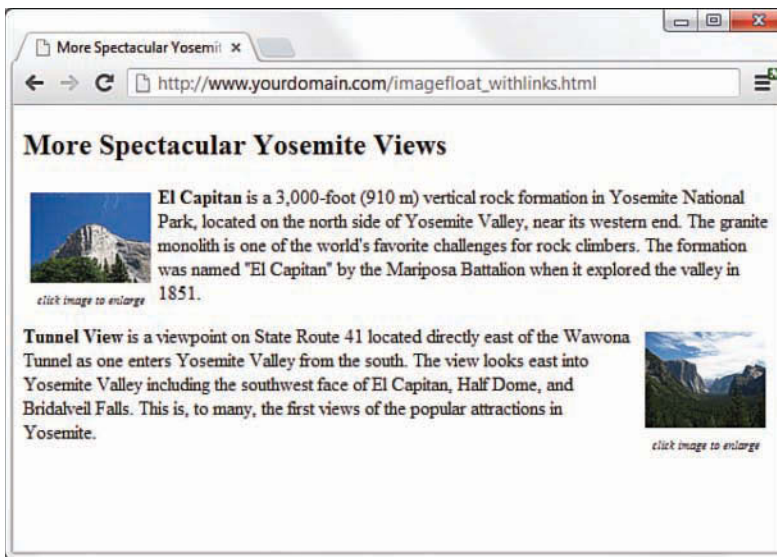 More Spectacular Yosemit
http://www.yourdomain.com/imagefloat_withlinks.html
More Spectacular Yosemite Views
El Capitan is a 3,000-foot (910 m) vertical rock formation in Yosemite National
Park, located on the north side of Yosemite Valley, near its western end. The granite
monolith is one of the world's favorite challenges for rock climbers. The formation
was named "El Capitan" by the Mariposa Battalion when it explored the valley in
1851.
click image to enlarge
Tunnel View is a viewpoint on State Route 41 located directly east of the Wawona
Tunnel as one enters Yosemite Valley from the south. The view looks east into
Yosemite Valley including the southwest face of El Capitan, Half Dome, and
Bridalveil Falls. This is, to many, the first views of the popular attractions in
Yosemite.
click image to enlarge